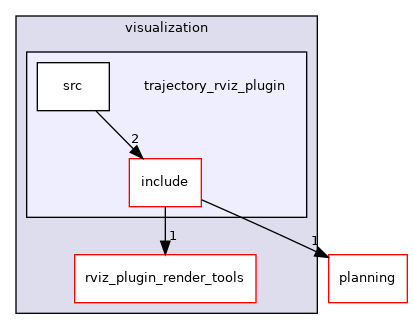 visualization
src
trajectory_rviz_plugin
2
include
1
1
rviz_plugin_render_tools
planning